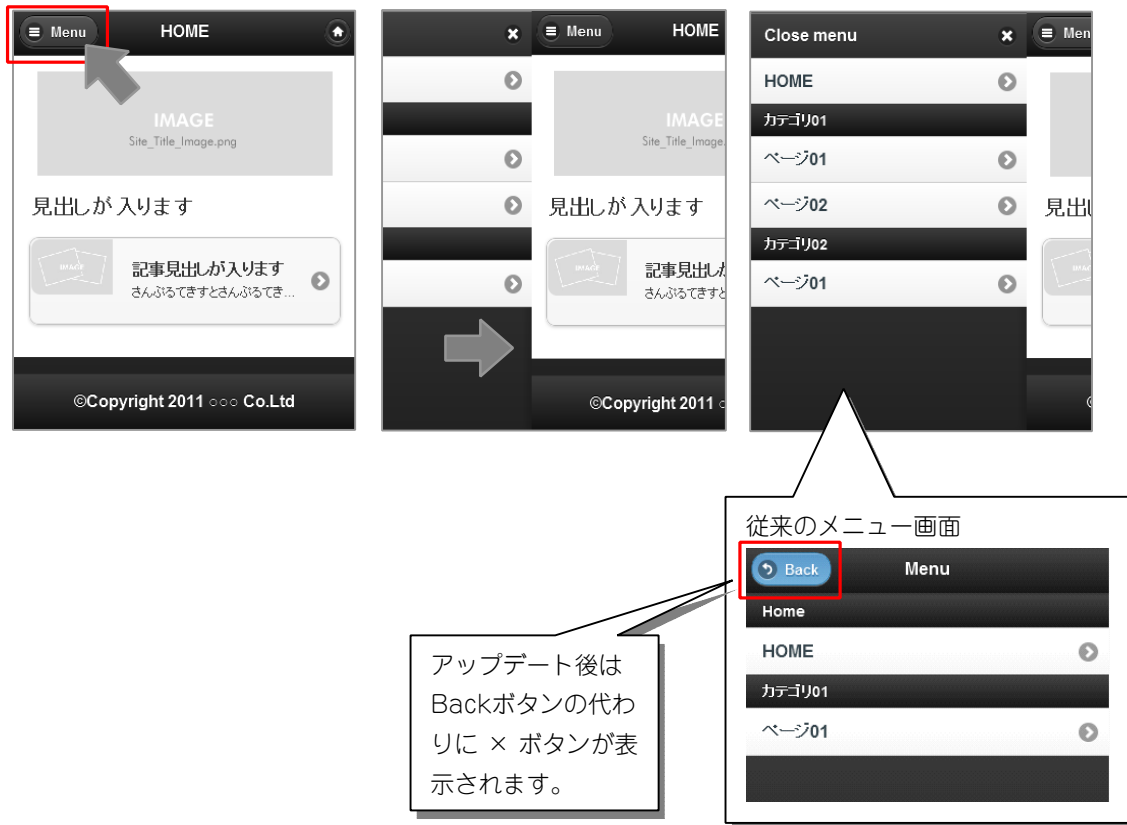 Menu
HOME
IMAGE
Site_Title_Image.png
見出しが入ります
IMAGE
記事見出しが入ります
さんぷるてきすとさんぷるてき...
©Copyright 2011 ○○○ Co.Ltd
Menu
HOME
IMAGE
Site_Title_Image.
見出しが入ります
IMAGE
記事見出しが
さんぷるてきすと
©Copyright 2011
Close menu
HOME
カテゴリ01
ページ01
ページ02
カテゴリ02
ページ01
Men
見出し
従来のメニュー画面
Back
Menu
Home
HOME
カテゴリ01
ページ01
アップデート後は
Backボタンの代わ
りに × ボタンが表
示されます。